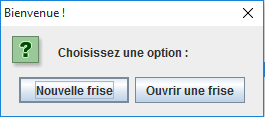 Bienvenue !
?
Choisissez une option :
Nouvelle frise
Ouvrir une frise